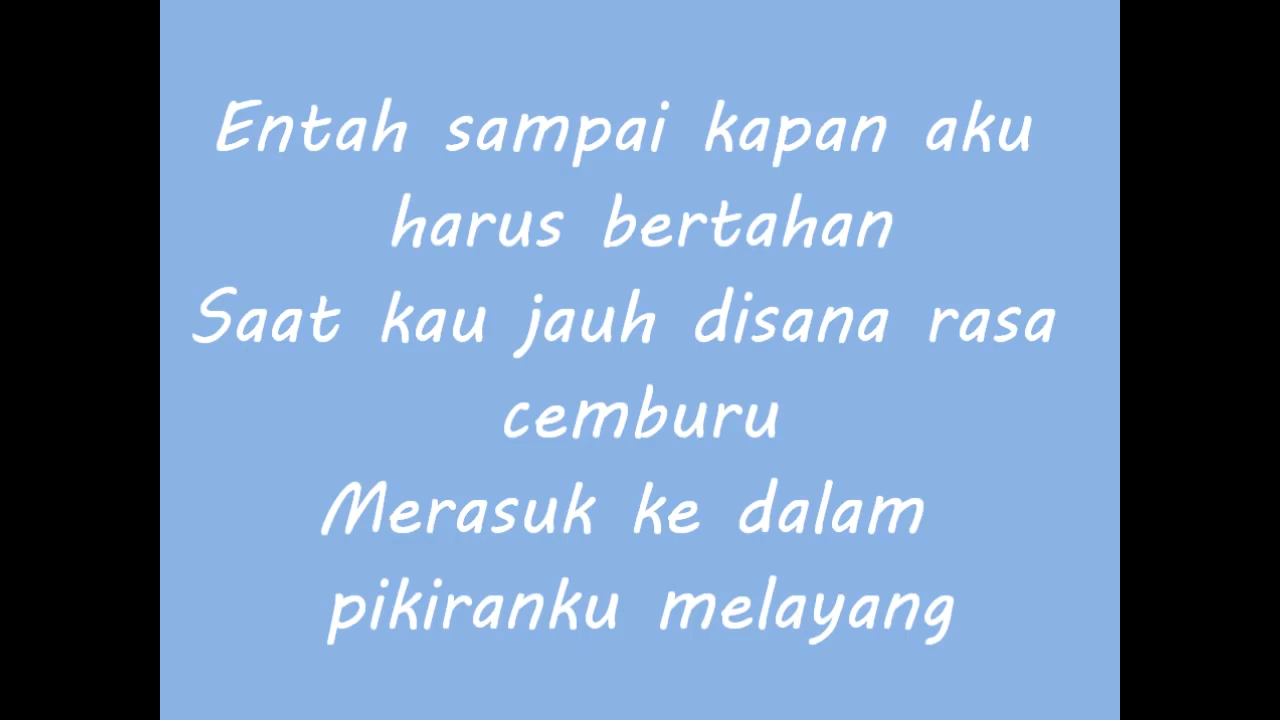 Entah sampai kapan aku
harus bertahan
Saat kau jauh disana rasa
cemburu
Merasuk ke dalam
pikiranku melayang